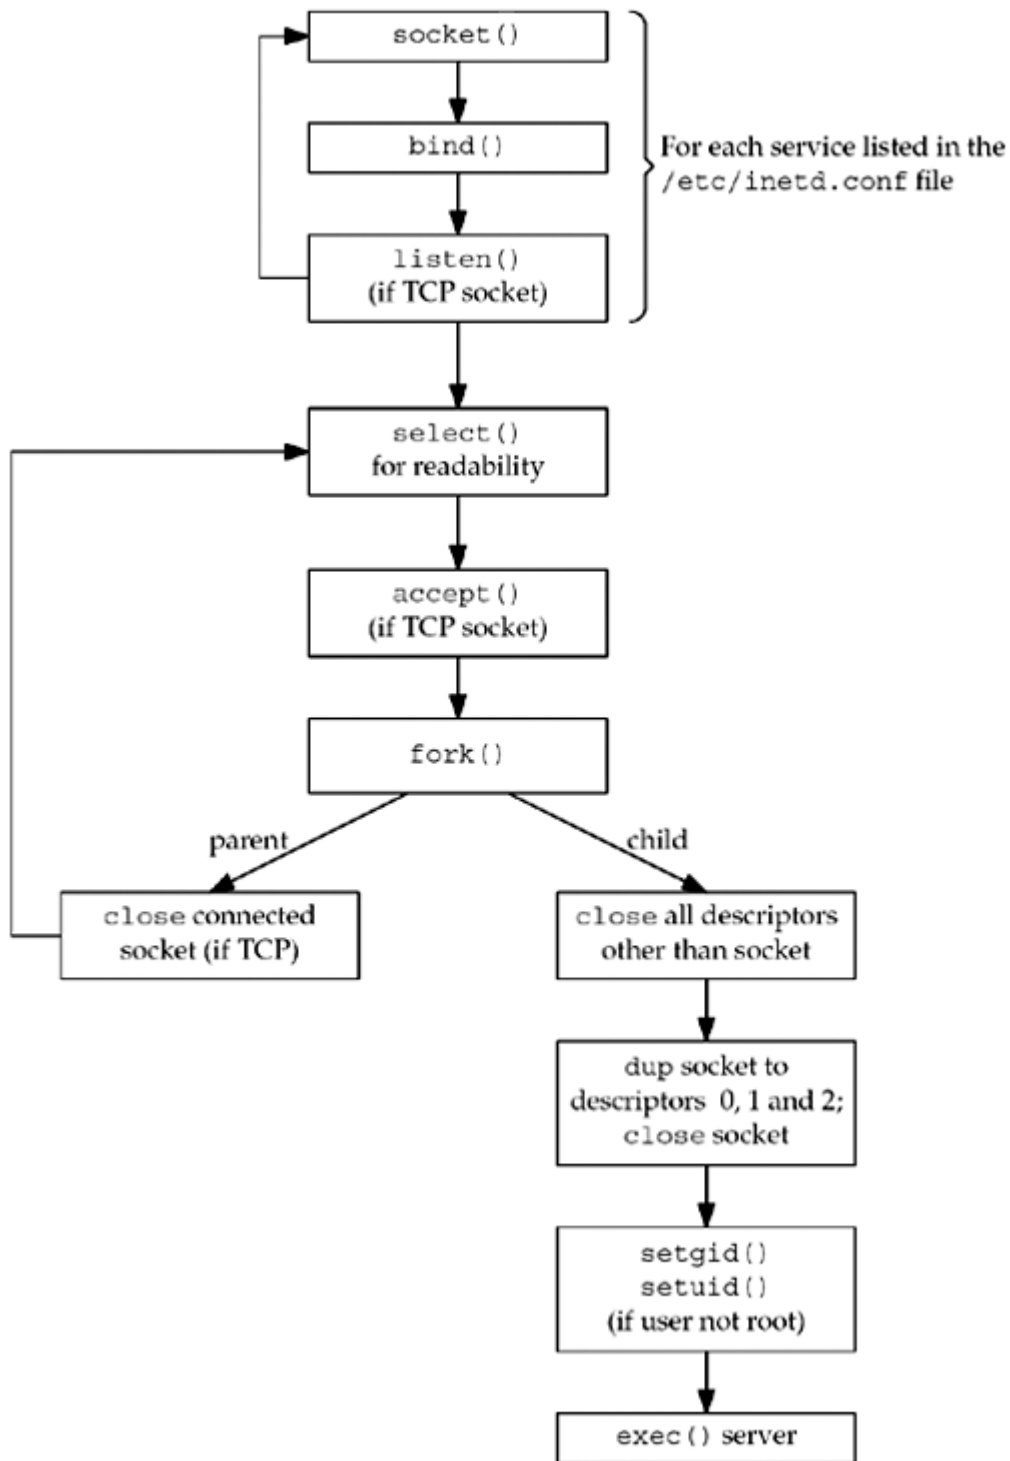 socket()
bind()
For each service listed in the
/etc/inetd.conf file
listen()
(if TCP socket)
select()
for readability
accept()
(if TCP socket)
fork()
parent
child
close connected
socket (if TCP)
close all descriptors
other than socket
dup socket to
descriptors 0, 1 and 2;
close socket
setgid()
setuid()
(if user not root)
exec() server